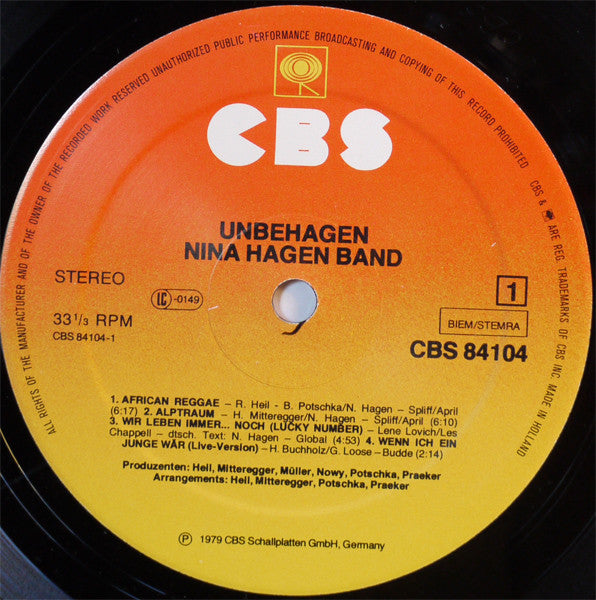 ALL RIGHTS OF THE MANUFACTURER AND OF THE OWNER OF THE RECORDED WORK RESERVED UNAUTHORIZED PUBLIC PERFORMANCE BROADCASTING AND COPYING OF THIS RECORD PROHIBITED
CBS & ARE REG. TRADEMARKS OF CBS INC. MADE IN HOLLAND
CBS
UNBEHAGEN
NINA HAGEN BAND
STEREO
LC -0149
1
33 1/3 RPM
BIEM/STEMRA
CBS 84104-1
CBS 84104
1. AFRICAN REGGAE – R. Heil - B. Potschka/N. Hagen – Spliff/April
(6:17) 2. ALPTRAUM – H. Mitteregger/N. Hagen – Spliff/April (6:10)
3. WIR LEBEN IMMER... NOCH (LUCKY NUMBER) – Lene Lovich/Les
Chappell – dtsch. Text: N. Hagen – Global (4:53) 4. WENN ICH EIN
JUNGE WÄR (Live-Version) – H. Buchholz/G. Loose – Budde (2:14)
Produzenten: Heil, Mitteregger, Müller, Nowy, Potschka, Praeker
Arrangements: Heil, Mitteregger, Potschka, Praeker
℗ 1979 CBS Schallplatten GmbH, Germany